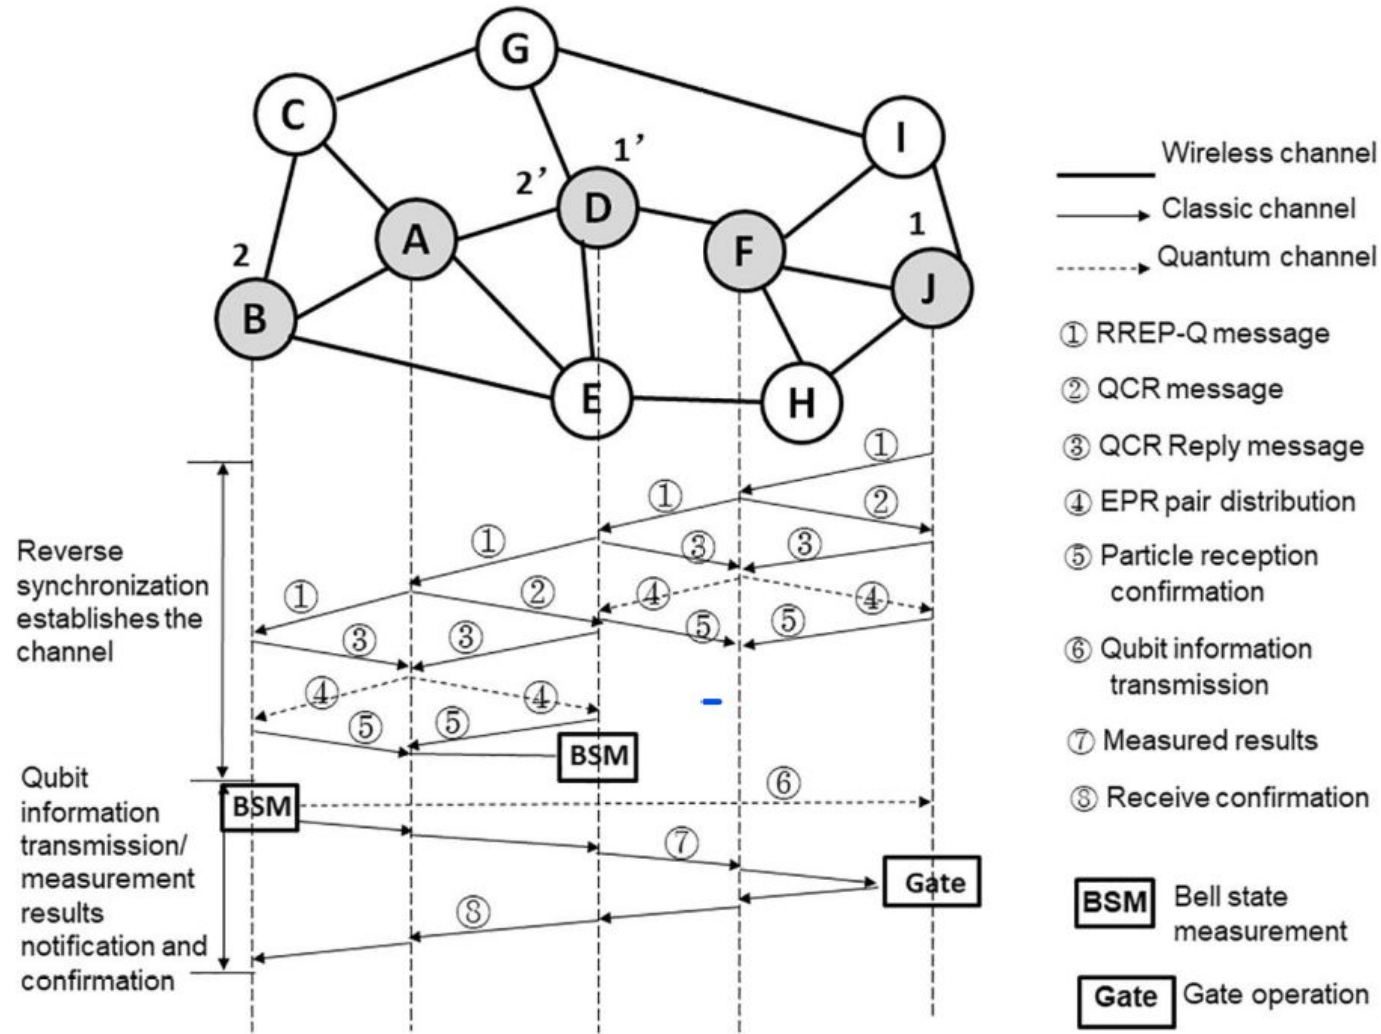 G
C
I
1’
2’
D
1
A
F
2
J
B
E
H
Wireless channel
Classic channel
Quantum channel
① RREP-Q message
② QCR message
③ QCR Reply message
④ EPR pair distribution
⑤ Particle reception
confirmation
⑥ Qubit information
transmission
⑦ Measured results
⑧ Receive confirmation
BSM Bell state
measurement
Gate Gate operation
Reverse
synchronization
establishes the
channel
①
① ②
① ③ ③
① ② ④ ④
③ ③ ⑤ ⑤
④ ④
⑤ ⑤
BSM
Qubit
information
transmission/
measurement
results
notification and
confirmation
BSM ⑥
⑦
Gate
⑧